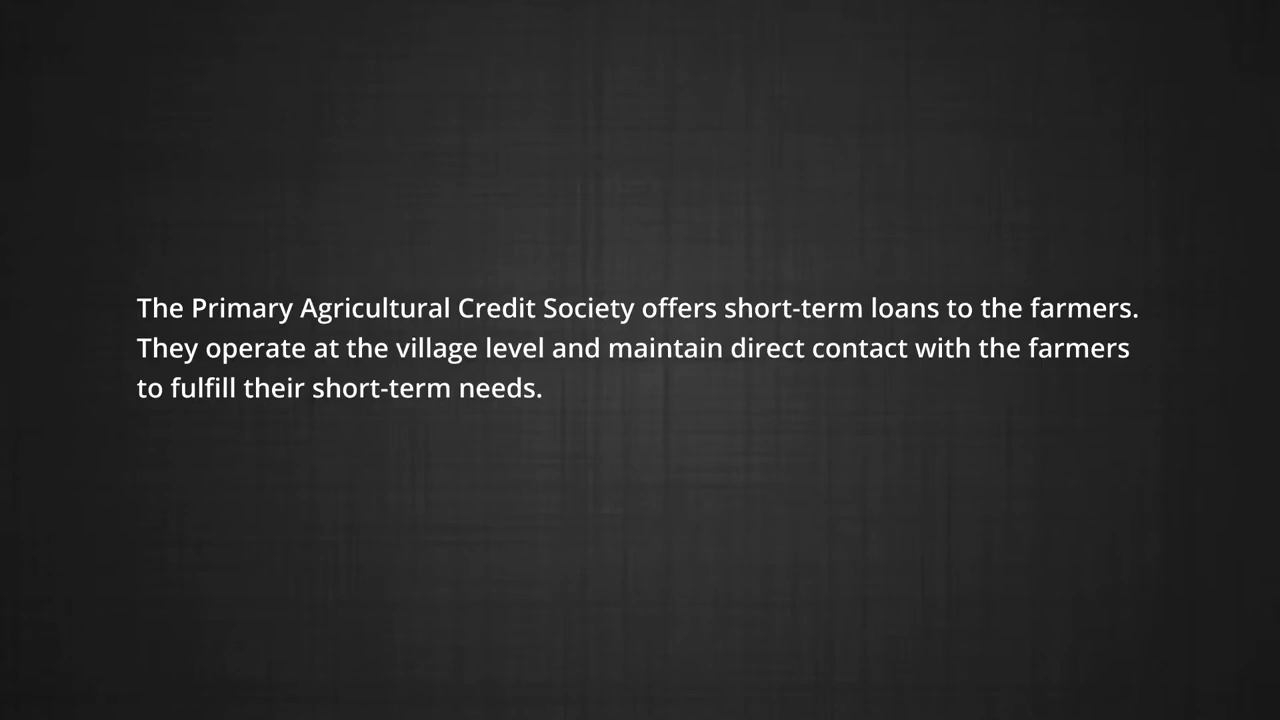 The Primary Agricultural Credit Society offers short-term loans to the farmers.
They operate at the village level and maintain direct contact with the farmers
to fulfill their short-term needs.